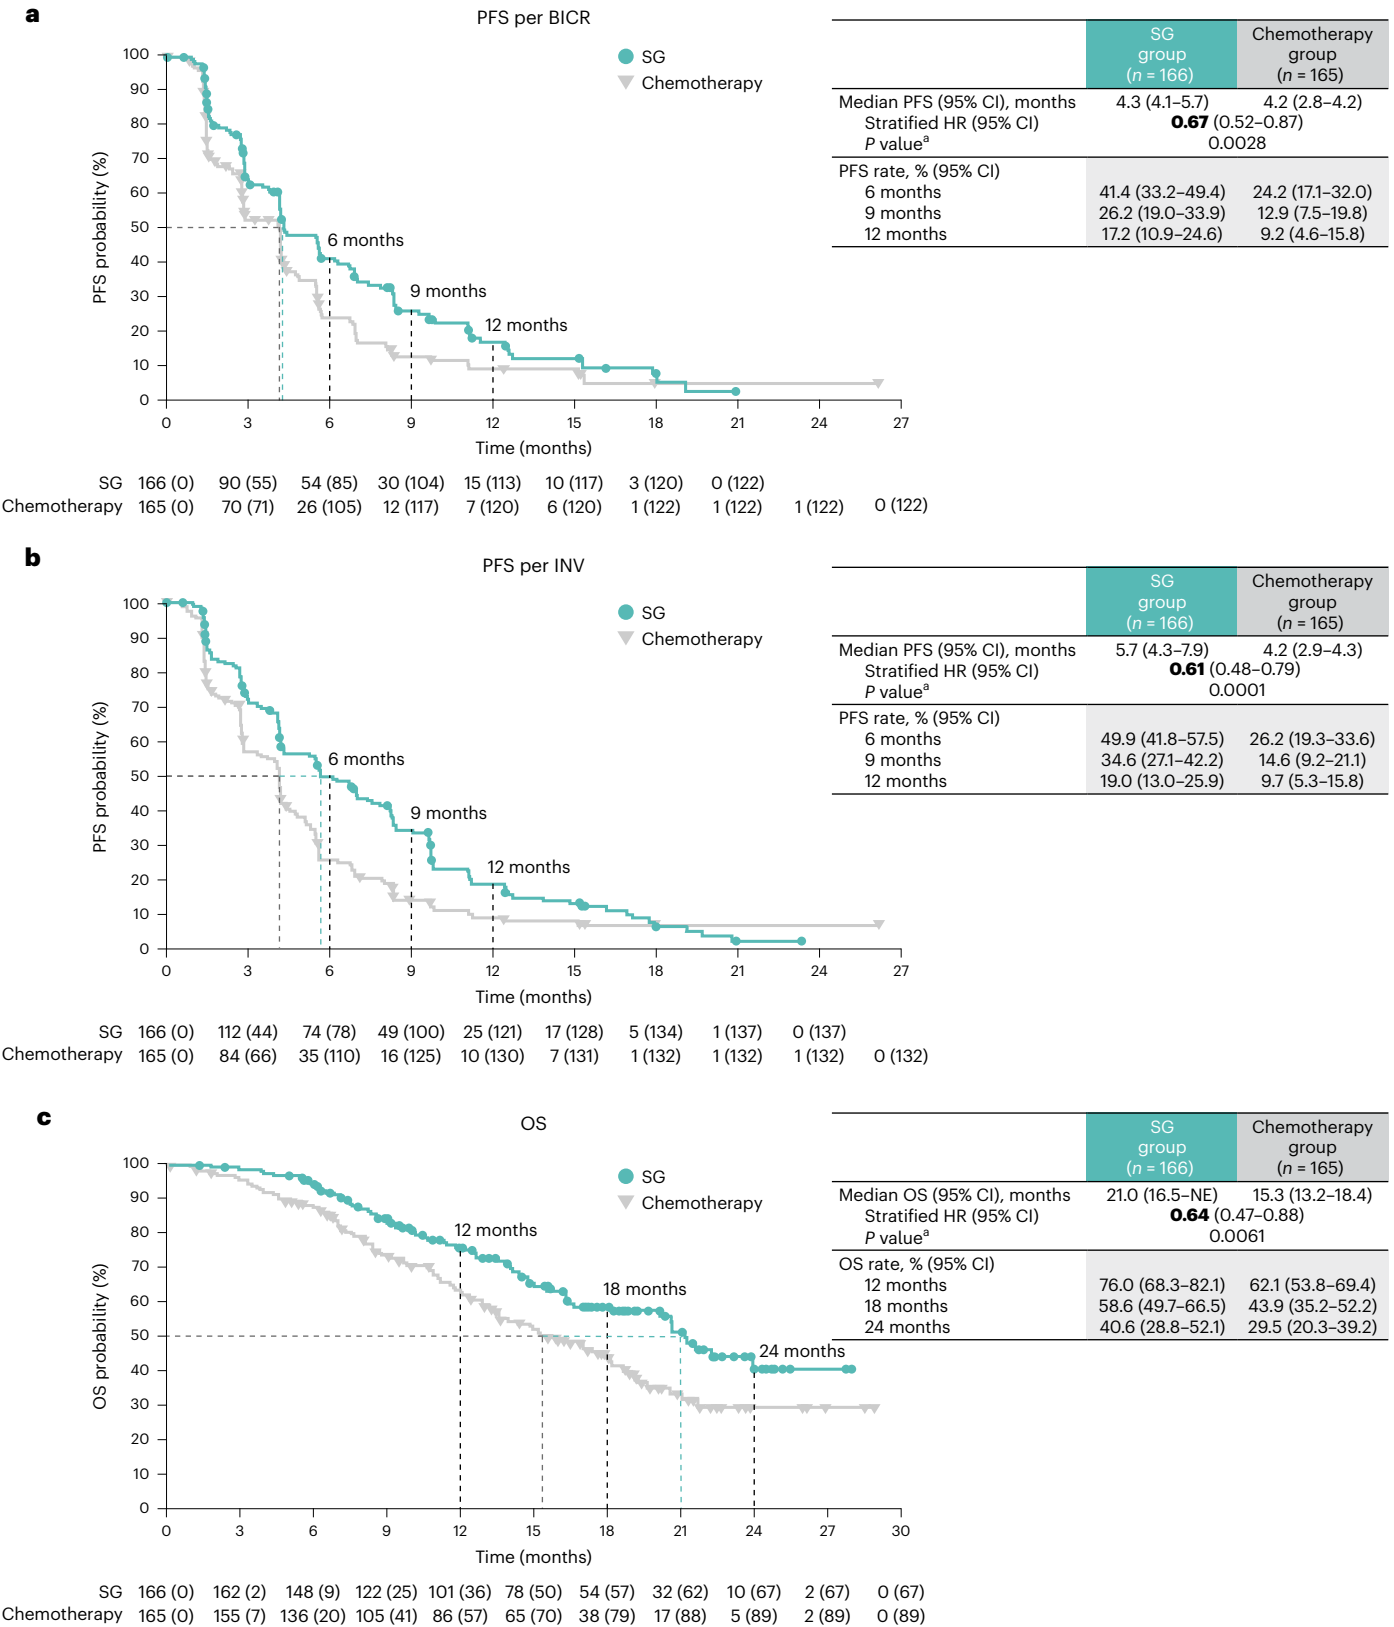 a
PFS per BICR
SG
Chemotherapy
SG group (n = 166)
Chemotherapy group (n = 165)
Median PFS (95% CI), months 4.3 (4.1–5.7) 4.2 (2.8–4.2)
Stratified HR (95% CI) 0.67 (0.52–0.87)
P valueᵃ 0.0028
PFS rate, % (95% CI)
6 months 41.4 (33.2–49.4) 24.2 (17.1–32.0)
9 months 26.2 (19.0–33.9) 12.9 (7.5–19.8)
12 months 17.2 (10.9–24.6) 9.2 (4.6–15.8)
PFS probability (%)
100
90
80
70
60
50
40
30
20
10
0
6 months
9 months
12 months
0 3 6 9 12 15 18 21 24 27
Time (months)
SG 166 (0) 90 (55) 54 (85) 30 (104) 15 (113) 10 (117) 3 (120) 0 (122)
Chemotherapy 165 (0) 70 (71) 26 (105) 12 (117) 7 (120) 6 (120) 1 (122) 1 (122) 1 (122) 0 (122)
b
PFS per INV
SG
Chemotherapy
SG group (n = 166)
Chemotherapy group (n = 165)
Median PFS (95% CI), months 5.7 (4.3–7.9) 4.2 (2.9–4.3)
Stratified HR (95% CI) 0.61 (0.48–0.79)
P valueᵃ 0.0001
PFS rate, % (95% CI)
6 months 49.9 (41.8–57.5) 26.2 (19.3–33.6)
9 months 34.6 (27.1–42.2) 14.6 (9.2–21.1)
12 months 19.0 (13.0–25.9) 9.7 (5.3–15.8)
PFS probability (%)
100
90
80
70
60
50
40
30
20
10
0
6 months
9 months
12 months
0 3 6 9 12 15 18 21 24 27
Time (months)
SG 166 (0) 112 (44) 74 (78) 49 (100) 25 (121) 17 (128) 5 (134) 1 (137) 0 (137)
Chemotherapy 165 (0) 84 (66) 35 (110) 16 (125) 10 (130) 7 (131) 1 (132) 1 (132) 1 (132) 0 (132)
c
OS
SG
Chemotherapy
SG group (n = 166)
Chemotherapy group (n = 165)
Median OS (95% CI), months 21.0 (16.5–NE) 15.3 (13.2–18.4)
Stratified HR (95% CI) 0.64 (0.47–0.88)
P valueᵃ 0.0061
OS rate, % (95% CI)
12 months 76.0 (68.3–82.1) 62.1 (53.8–69.4)
18 months 58.6 (49.7–66.5) 43.9 (35.2–52.2)
24 months 40.6 (28.8–52.1) 29.5 (20.3–39.2)
OS probability (%)
100
90
80
70
60
50
40
30
20
10
0
12 months
18 months
24 months
0 3 6 9 12 15 18 21 24 27 30
Time (months)
SG 166 (0) 162 (2) 148 (9) 122 (25) 101 (36) 78 (50) 54 (57) 32 (62) 10 (67) 2 (67) 0 (67)
Chemotherapy 165 (0) 155 (7) 136 (20) 105 (41) 86 (57) 65 (70) 38 (79) 17 (88) 5 (89) 2 (89) 0 (89)